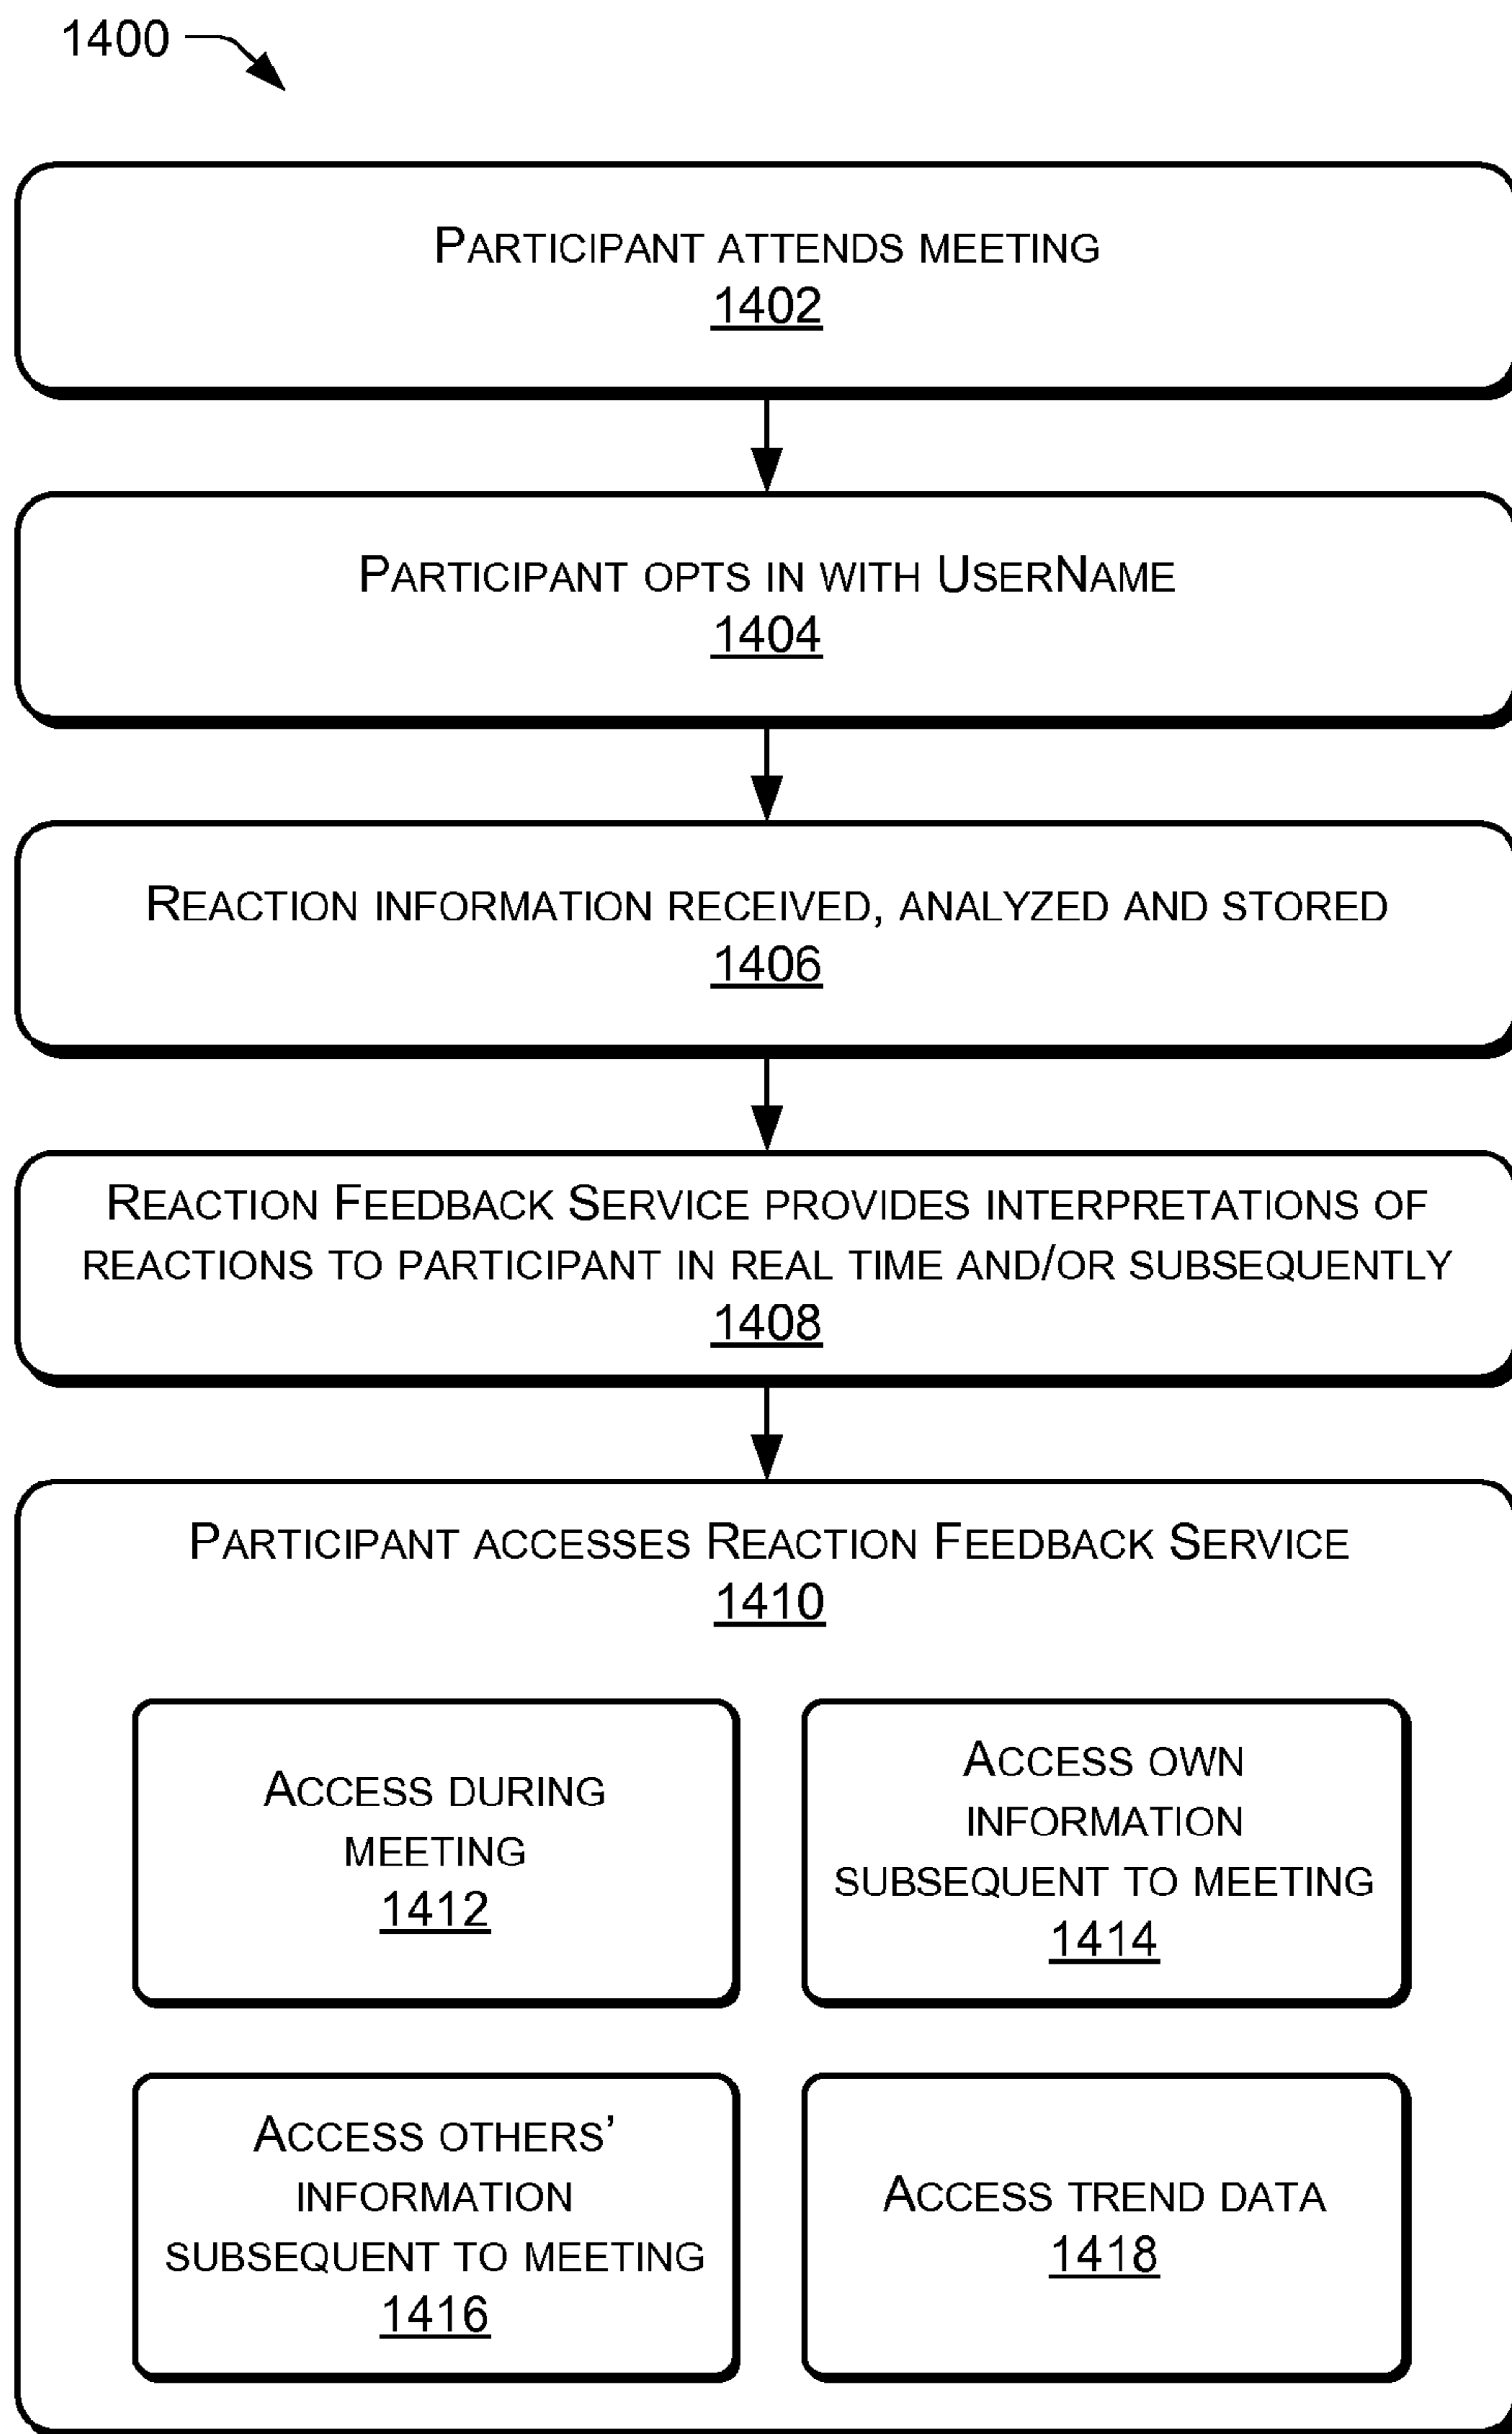 1400
PARTICIPANT ATTENDS MEETING
1402
PARTICIPANT OPTS IN WITH USERNAME
1404
REACTION INFORMATION RECEIVED, ANALYZED AND STORED
1406
REACTION FEEDBACK SERVICE PROVIDES INTERPRETATIONS OF
REACTIONS TO PARTICIPANT IN REAL TIME AND/OR SUBSEQUENTLY
1408
PARTICIPANT ACCESSES REACTION FEEDBACK SERVICE
1410
ACCESS DURING
MEETING
1412
ACCESS OWN
INFORMATION
SUBSEQUENT TO MEETING
1414
ACCESS OTHERS’
INFORMATION
SUBSEQUENT TO MEETING
1416
ACCESS TREND DATA
1418